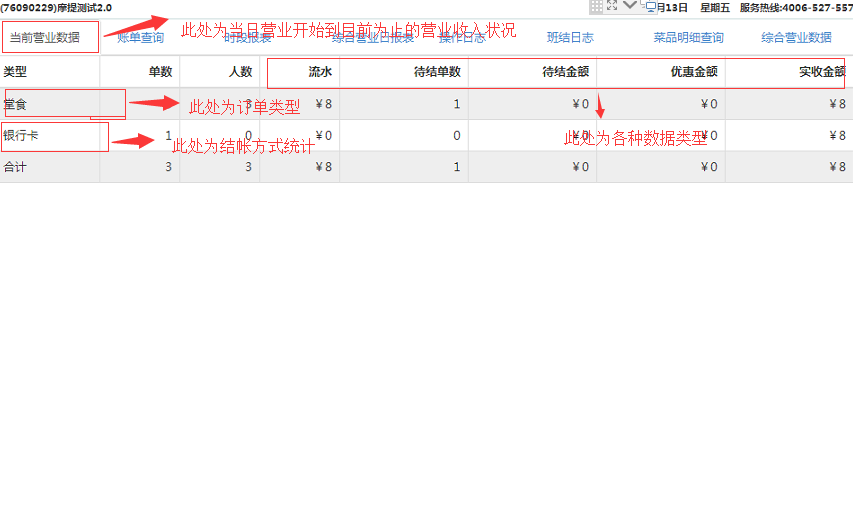 (76090229)摩提测试2.0 月13日 星期五 服务热线:4006-527-557
此处为当日营业开始到目前为止的营业收入状况
当前营业数据 账单查询 时段报表 综合营业日报表 操作日志 班结日志 菜品明细查询 综合营业数据
类型 单数 人数 流水 待结单数 待结金额 优惠金额 实收金额
堂食 3 ¥8 1 ¥0 ¥0 ¥8
此处为订单类型
银行卡 1 0 ¥0 0 ¥0 ¥0 ¥8
此处为结帐方式统计 此处为各种数据类型
合计 3 3 ¥8 1 ¥0 ¥0 ¥8